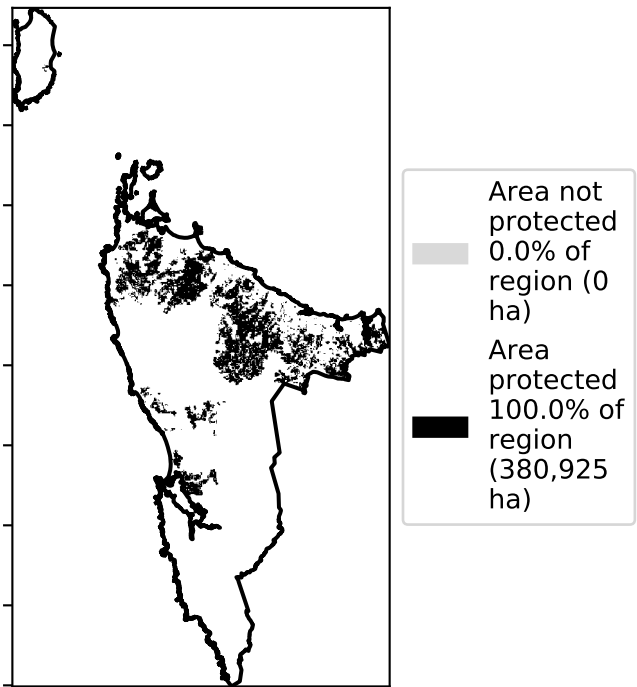 Area not
protected
0.0% of
region (0
ha)
Area
protected
100.0% of
region
(380,925
ha)